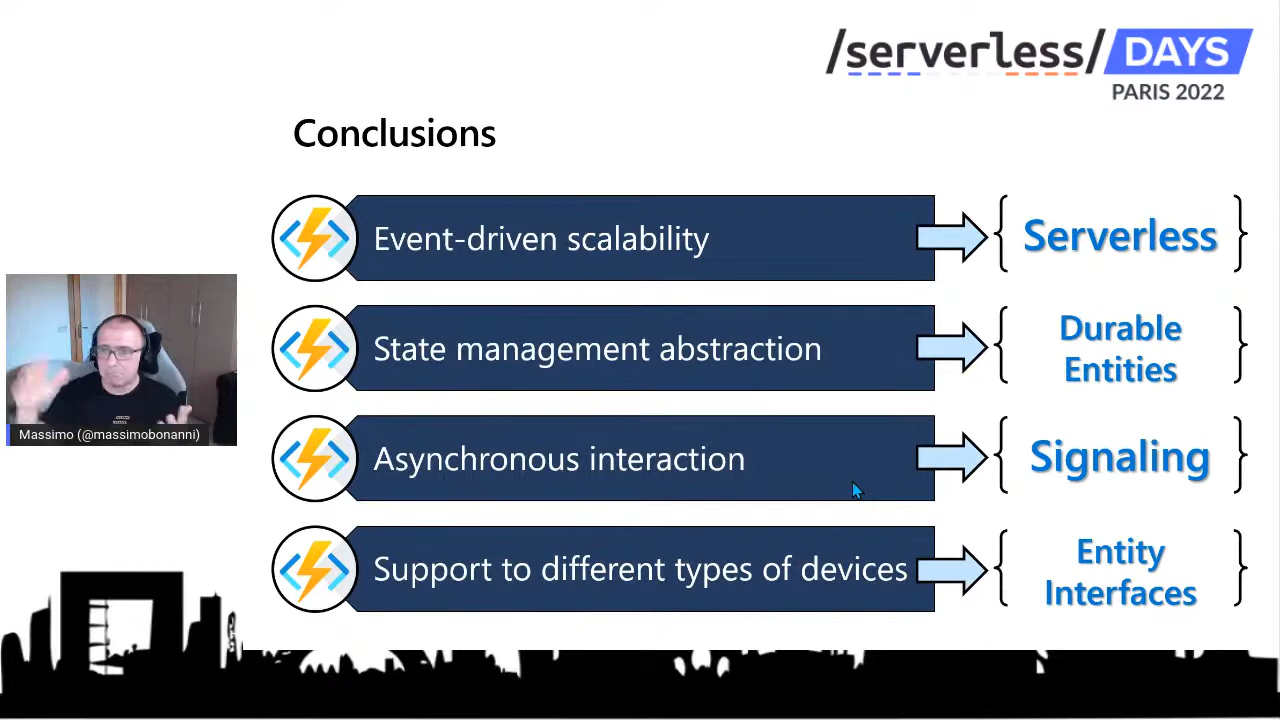 /serverless/ DAYS
PARIS 2022
Conclusions
Event-driven scalability
Serverless
State management abstraction
Durable
Entities
Asynchronous interaction
Signaling
Support to different types of devices
Entity
Interfaces
Massimo (@massimobonanni)